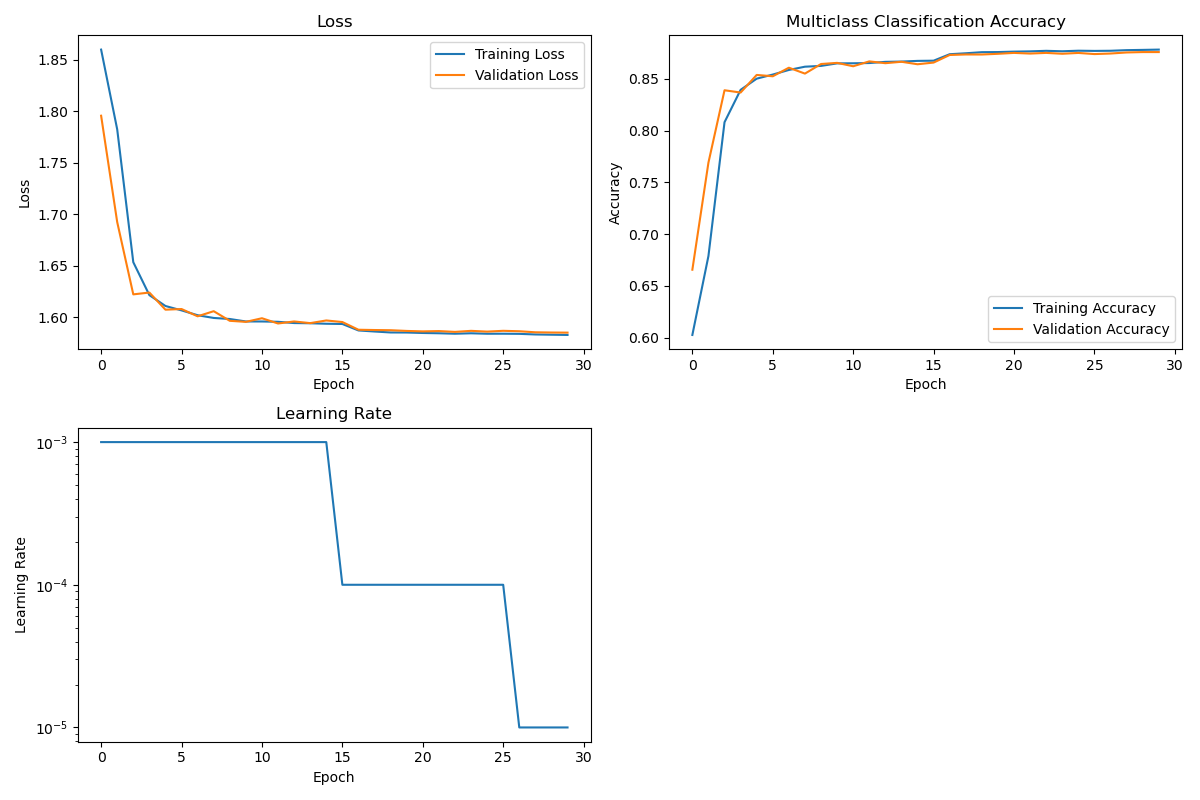 Loss
1.85
1.80
1.75
1.70
1.65
1.60
Loss
Training Loss
Validation Loss
0 5 10 15 20 25 30
Epoch
Multiclass Classification Accuracy
0.85
0.80
0.75
0.70
0.65
0.60
Accuracy
Training Accuracy
Validation Accuracy
0 5 10 15 20 25 30
Epoch
Learning Rate
10⁻³
10⁻⁴
10⁻⁵
Learning Rate
0 5 10 15 20 25 30
Epoch